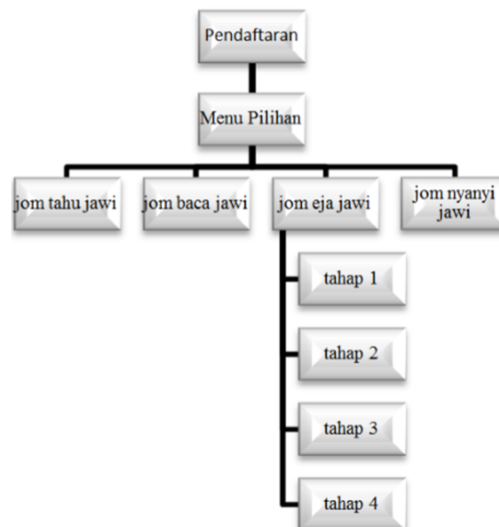 Pendaftaran
Menu Pilihan
jom tahu jawi
jom baca jawi
jom eja jawi
jom nyanyi
jawi
tahap 1
tahap 2
tahap 3
tahap 4